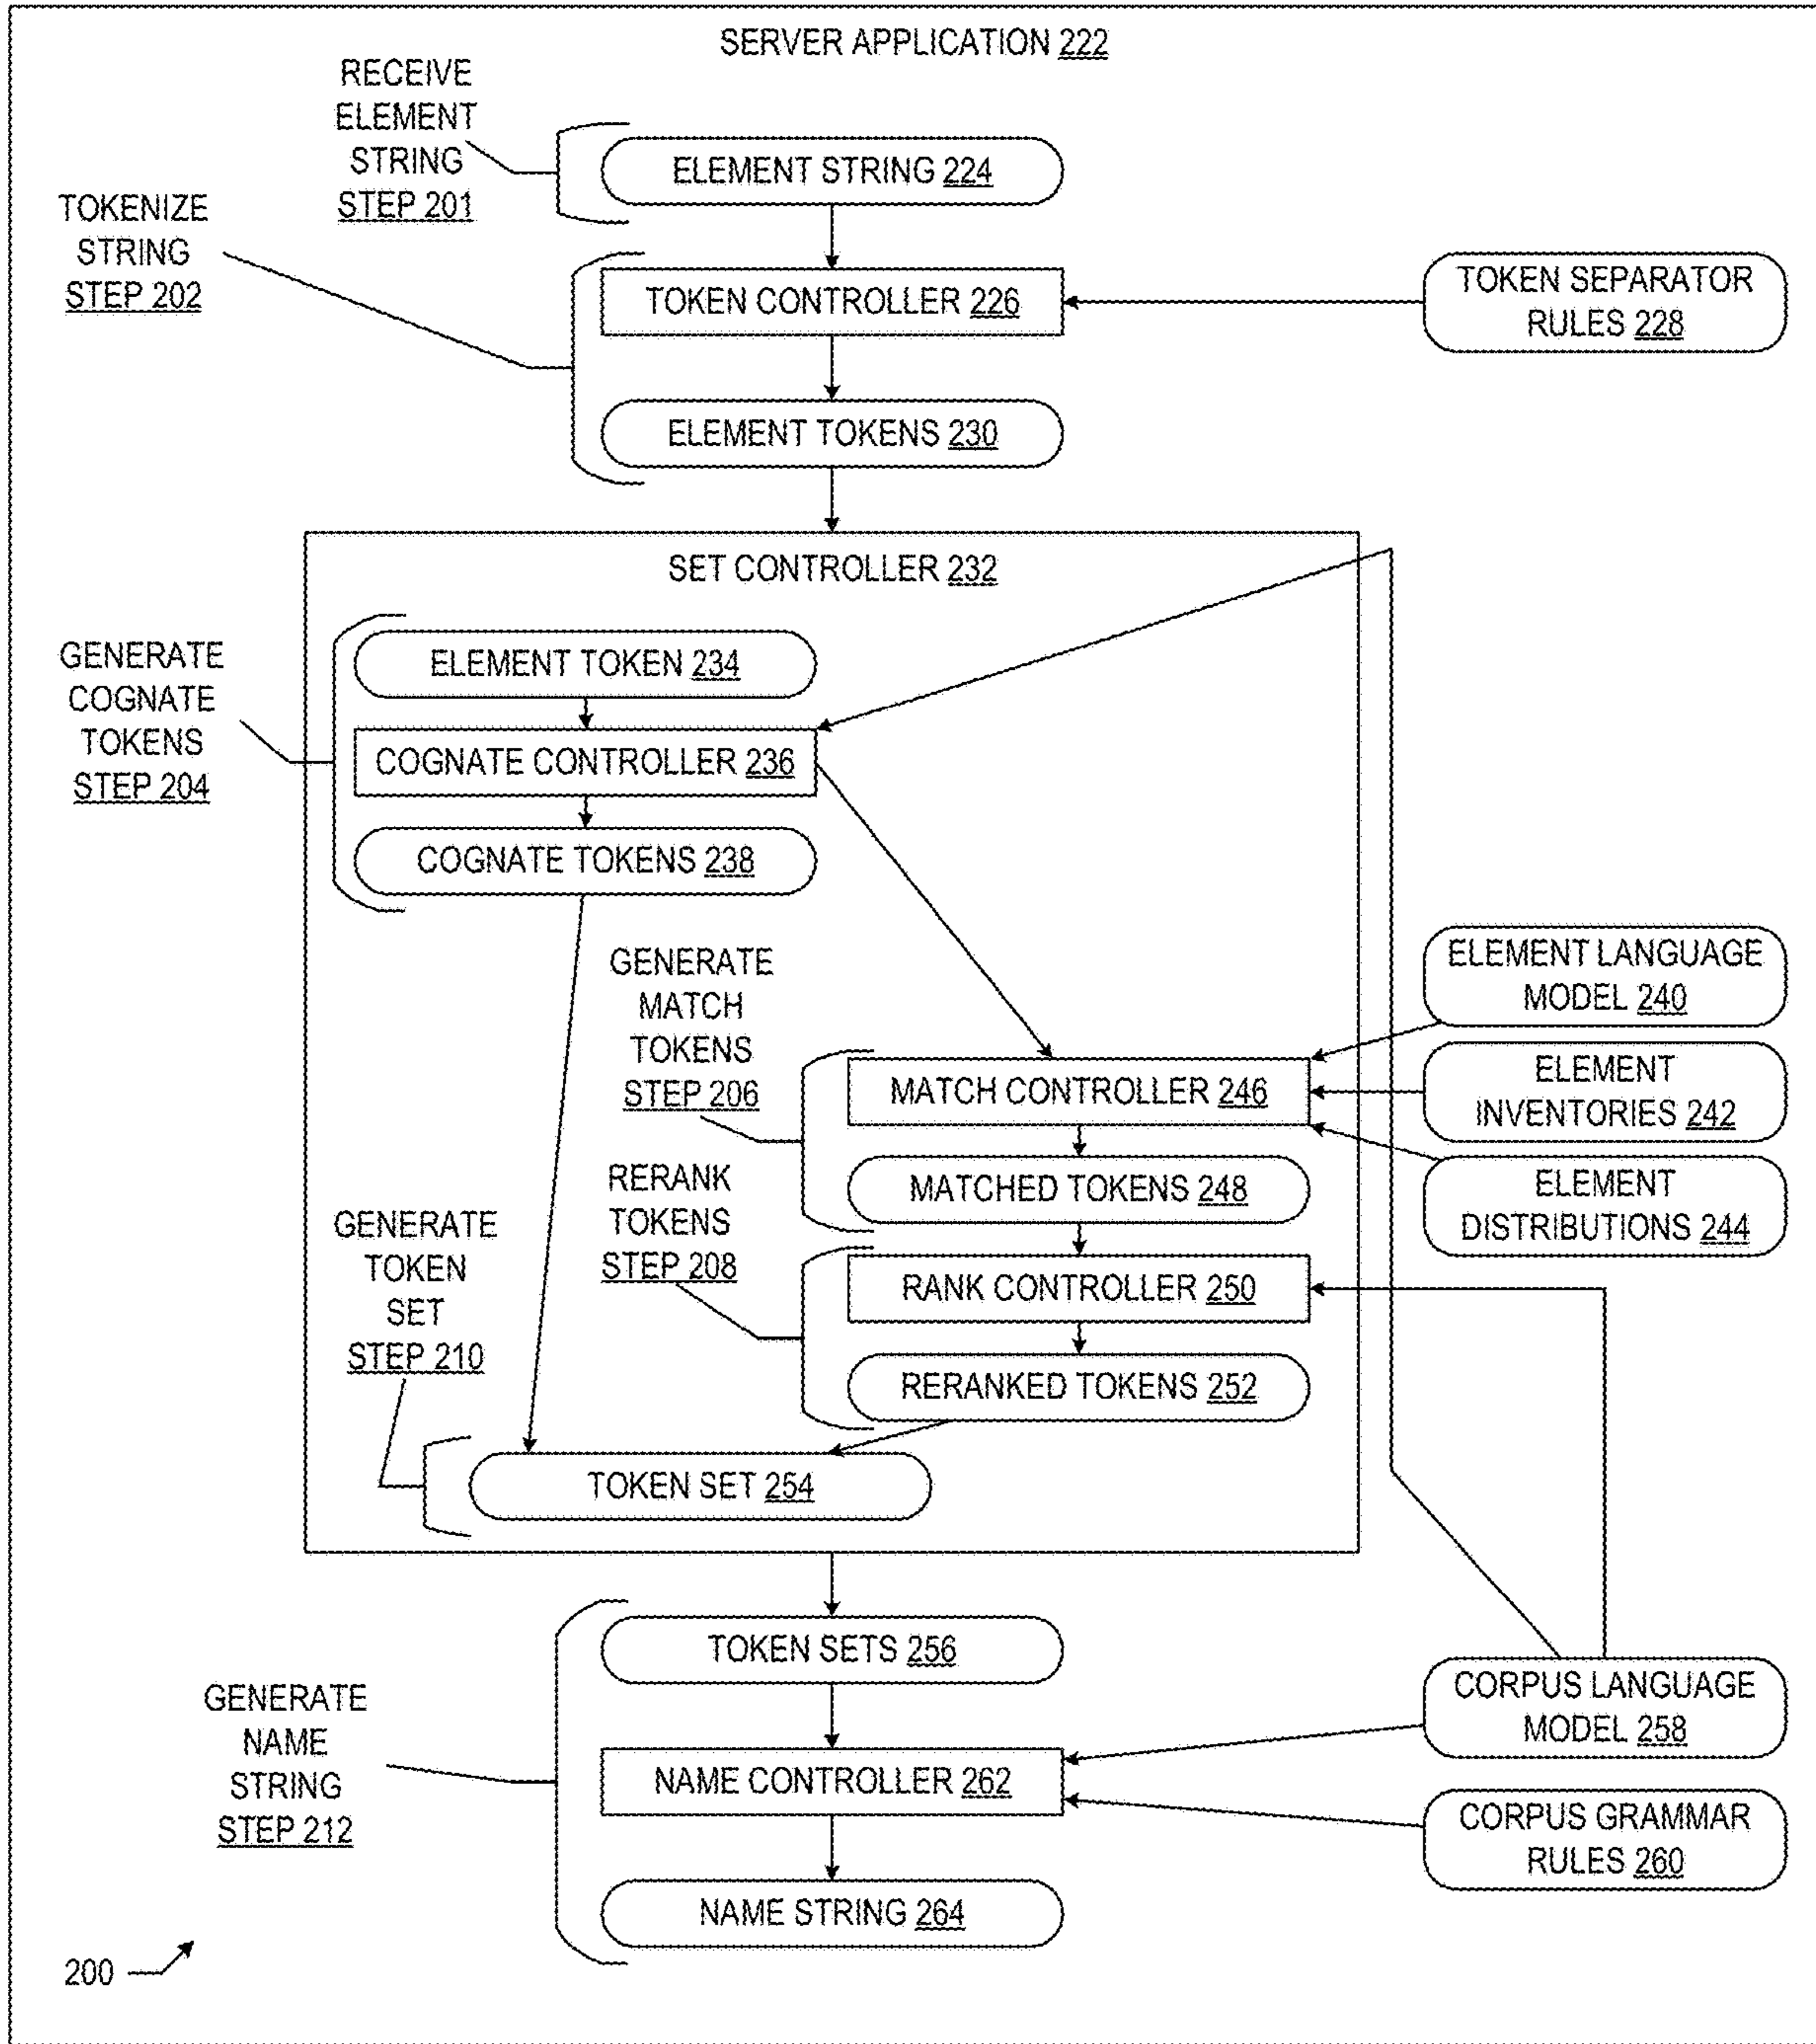 SERVER APPLICATION 222
RECEIVE
ELEMENT
STRING
STEP 201
ELEMENT STRING 224
TOKENIZE
STRING
STEP 202
TOKEN CONTROLLER 226
TOKEN SEPARATOR
RULES 228
ELEMENT TOKENS 230
SET CONTROLLER 232
GENERATE
COGNATE
TOKENS
STEP 204
ELEMENT TOKEN 234
COGNATE CONTROLLER 236
COGNATE TOKENS 238
GENERATE
MATCH
TOKENS
STEP 206
ELEMENT LANGUAGE
MODEL 240
MATCH CONTROLLER 246
ELEMENT
INVENTORIES 242
MATCHED TOKENS 248
ELEMENT
DISTRIBUTIONS 244
RERANK
TOKENS
STEP 208
RANK CONTROLLER 250
RERANKED TOKENS 252
GENERATE
TOKEN
SET
STEP 210
TOKEN SET 254
TOKEN SETS 256
GENERATE
NAME
STRING
STEP 212
CORPUS LANGUAGE
MODEL 258
NAME CONTROLLER 262
CORPUS GRAMMAR
RULES 260
NAME STRING 264
200